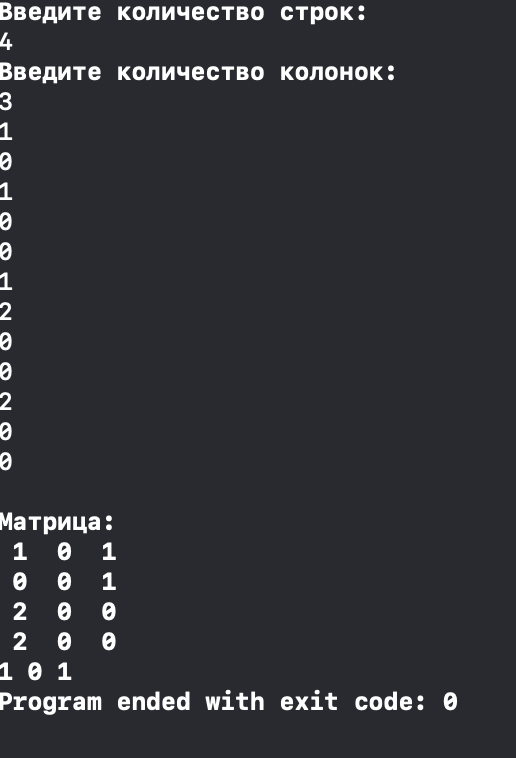 Введите количество строк:
4
Введите количество колонок:
3
1
0
1
0
0
1
2
0
0
2
0
0
Матрица:
1 0 1
0 0 1
2 0 0
2 0 0
1 0 1
Program ended with exit code: 0